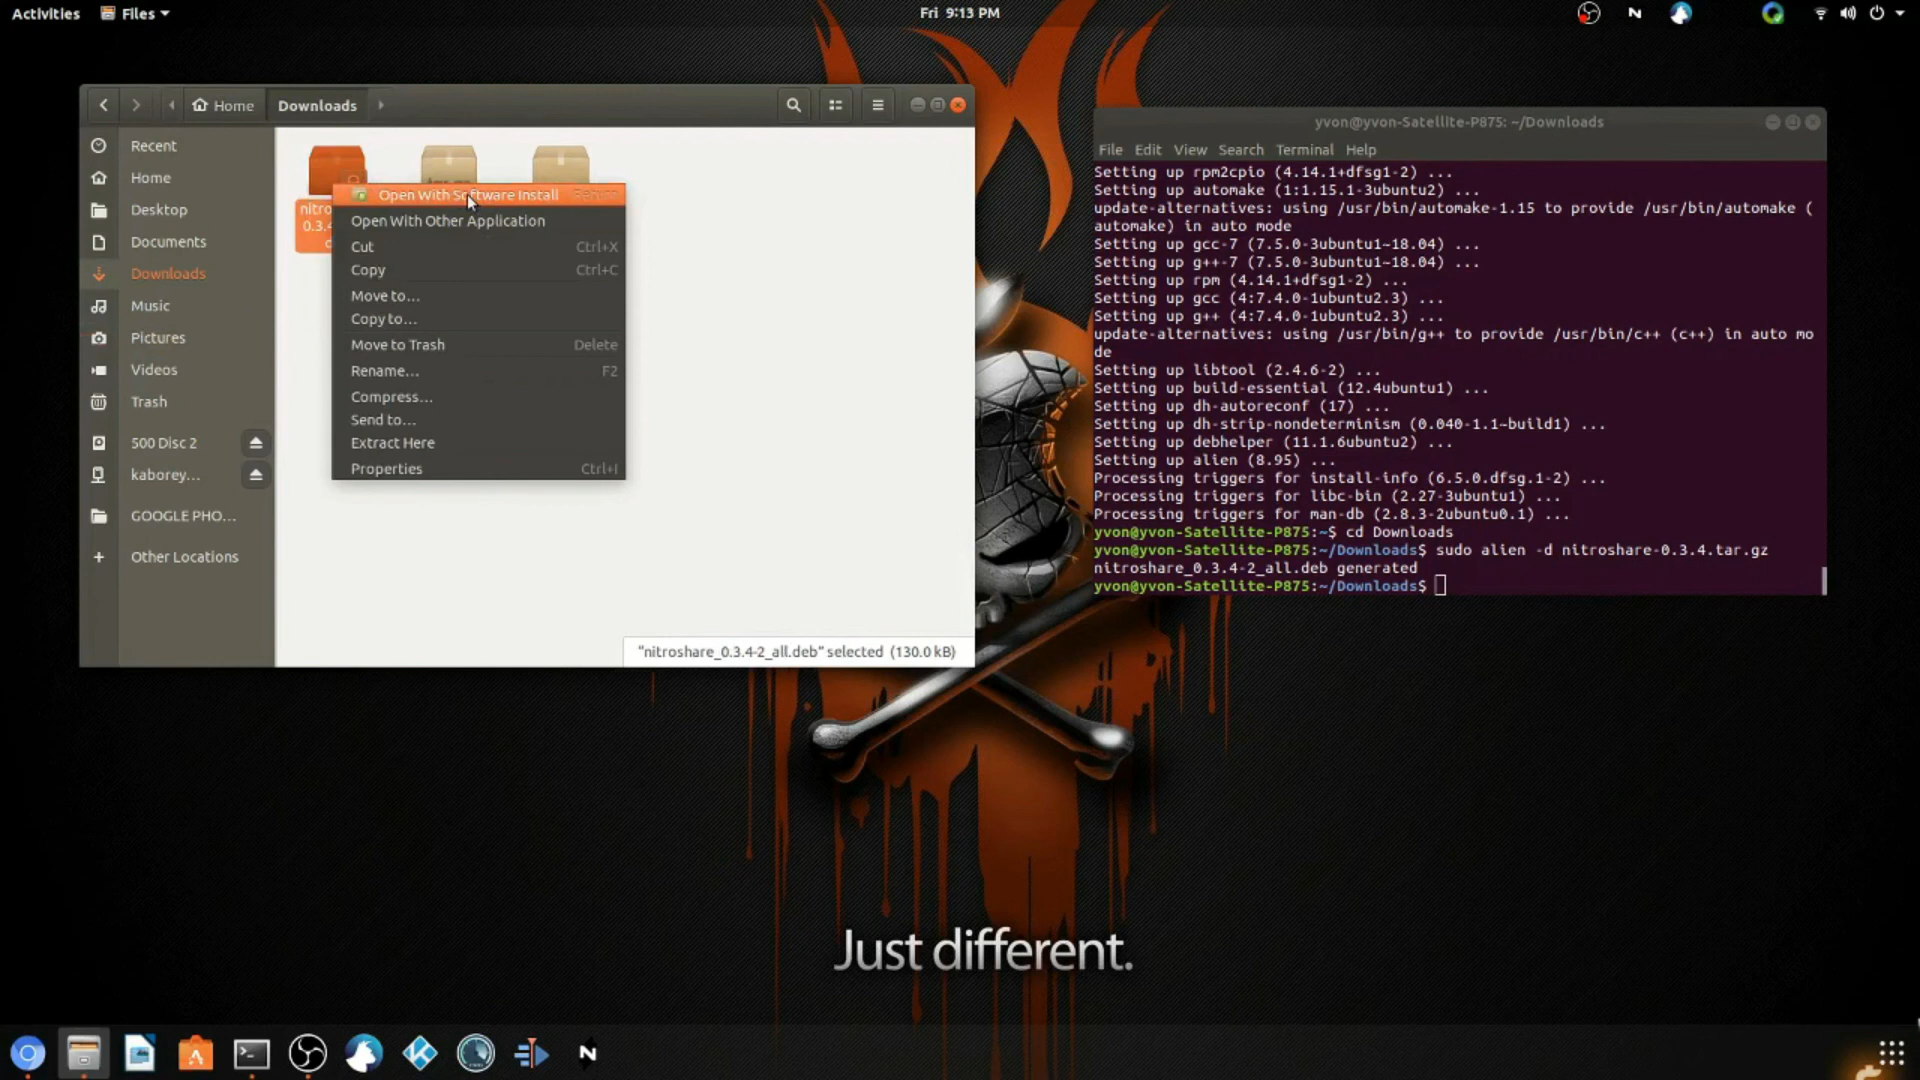 Activities Files Fri 9:13 PM
Home Downloads
Recent
Home
Desktop
Documents
Downloads
Music
Pictures
Videos
Trash
500 Disc 2
kaborey...
GOOGLE PHO...
+ Other Locations
nitro
0.3.4
Open With Software Install Return
Open With Other Application
Cut Ctrl+X
Copy Ctrl+C
Move to...
Copy to...
Move to Trash Delete
Rename... F2
Compress...
Send to...
Extract Here
Properties Ctrl+I
"nitroshare_0.3.4-2_all.deb" selected (130.0 kB)
yvon@yvon-Satellite-P875: ~/Downloads
File Edit View Search Terminal Help
Setting up rpm2cpio (4.14.1+dfsg1-2) ...
Setting up automake (1:1.15.1-3ubuntu2) ...
update-alternatives: using /usr/bin/automake-1.15 to provide /usr/bin/automake (
automake) in auto mode
Setting up gcc-7 (7.5.0-3ubuntu1~18.04) ...
Setting up g++-7 (7.5.0-3ubuntu1~18.04) ...
Setting up rpm (4.14.1+dfsg1-2) ...
Setting up gcc (4:7.4.0-1ubuntu2.3) ...
Setting up g++ (4:7.4.0-1ubuntu2.3) ...
update-alternatives: using /usr/bin/g++ to provide /usr/bin/c++ (c++) in auto mo
de
Setting up libtool (2.4.6-2) ...
Setting up build-essential (12.4ubuntu1) ...
Setting up dh-autoreconf (17) ...
Setting up dh-strip-nondeterminism (0.040-1.1~build1) ...
Setting up debhelper (11.1.6ubuntu2) ...
Setting up alien (8.95) ...
Processing triggers for install-info (6.5.0.dfsg.1-2) ...
Processing triggers for libc-bin (2.27-3ubuntu1) ...
Processing triggers for man-db (2.8.3-2ubuntu0.1) ...
yvon@yvon-Satellite-P875:~$ cd Downloads
yvon@yvon-Satellite-P875:~/Downloads$ sudo alien -d nitroshare-0.3.4.tar.gz
nitroshare_0.3.4-2_all.deb generated
yvon@yvon-Satellite-P875:~/Downloads$
Just different.